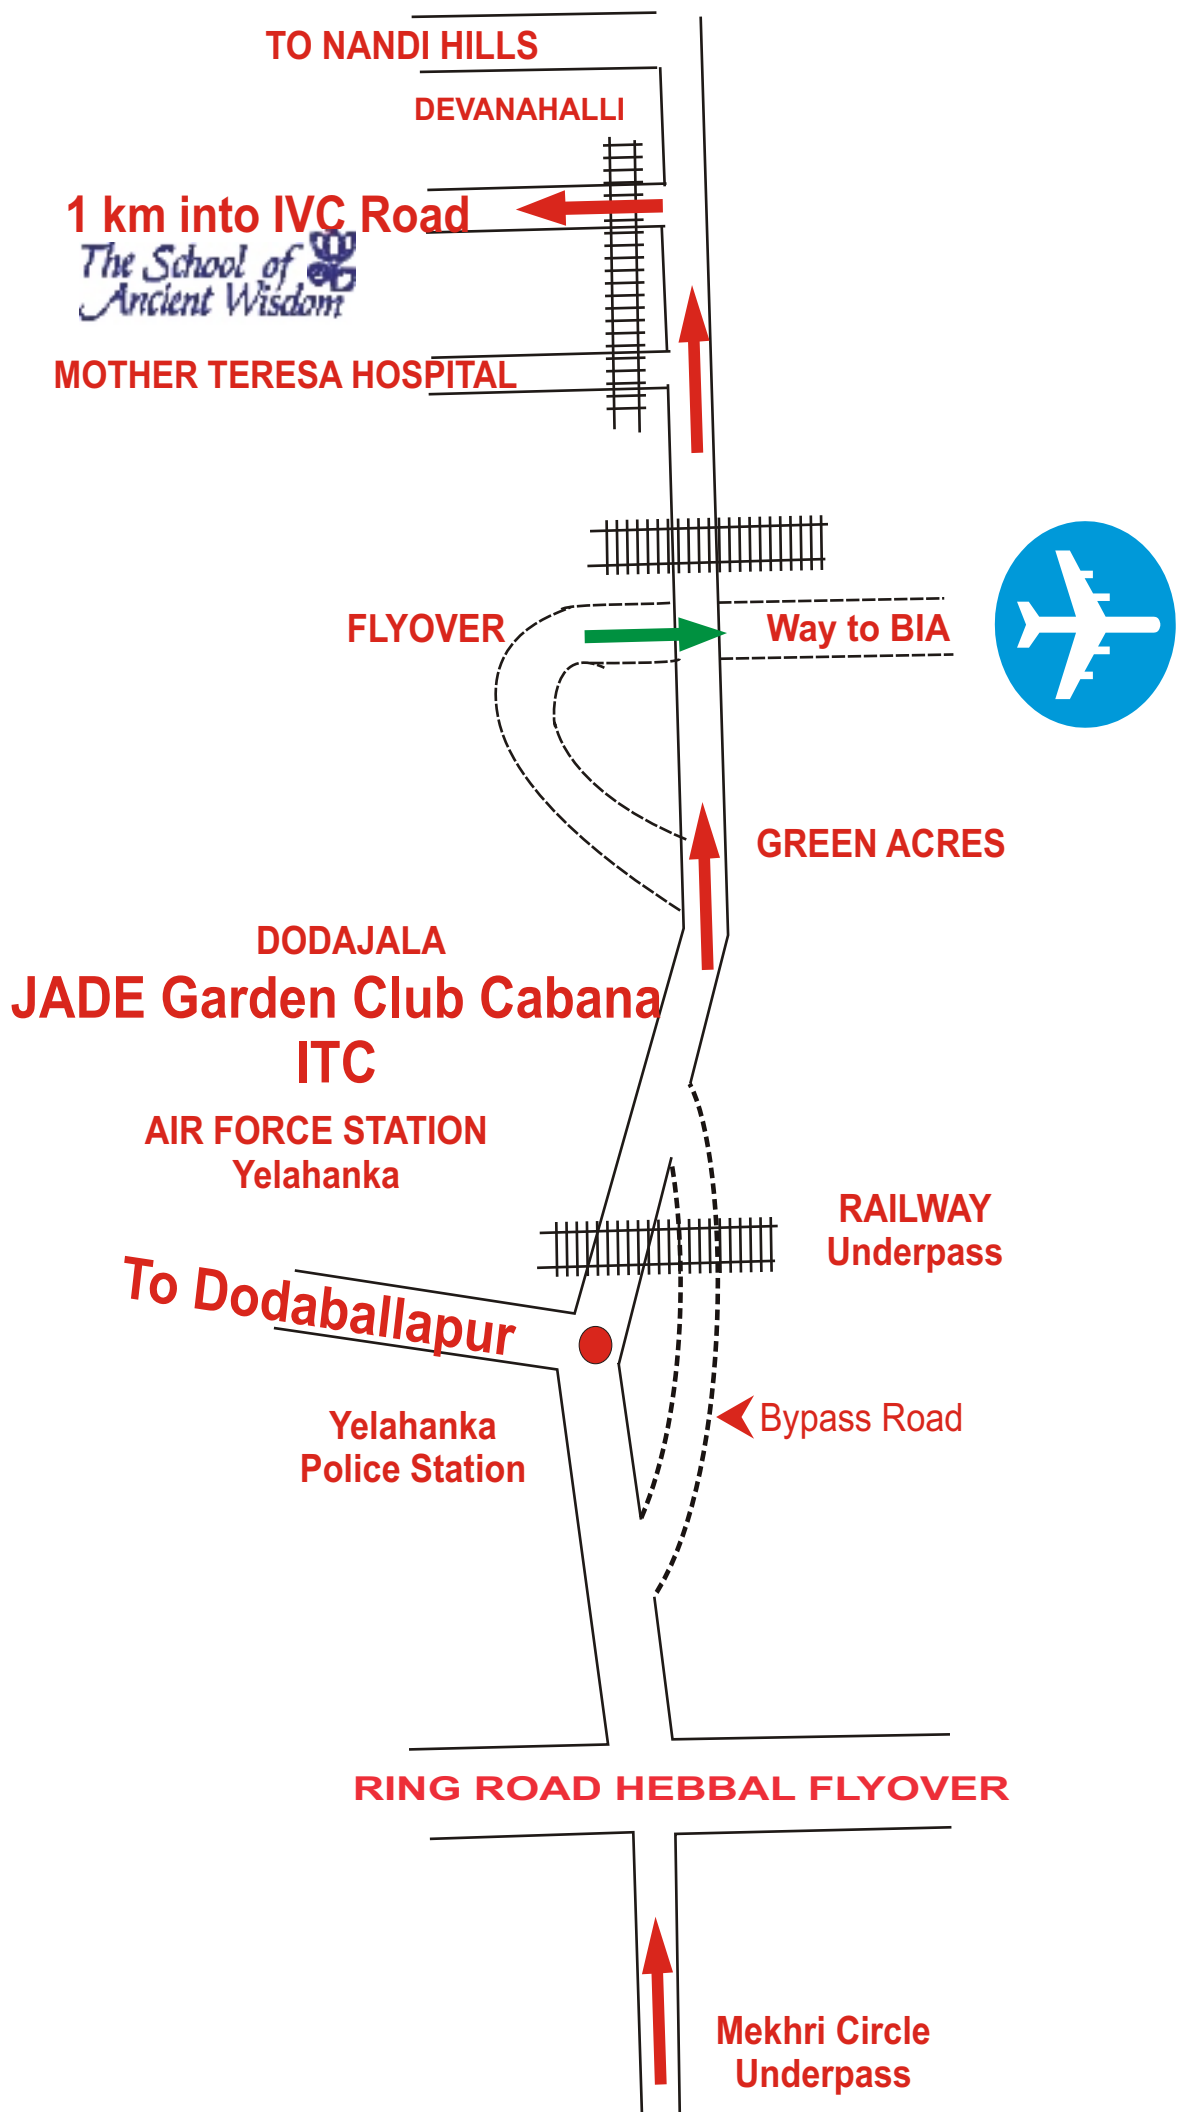 TO NANDI HILLS
DEVANAHALLI
1 km into IVC Road
The School of
Ancient Wisdom
MOTHER TERESA HOSPITAL
FLYOVER
Way to BIA
GREEN ACRES
DODAJALA
JADE Garden Club Cabana
ITC
AIR FORCE STATION
Yelahanka
RAILWAY
Underpass
To Dodaballapur
Bypass Road
Yelahanka
Police Station
RING ROAD HEBBAL FLYOVER
Mekhri Circle
Underpass